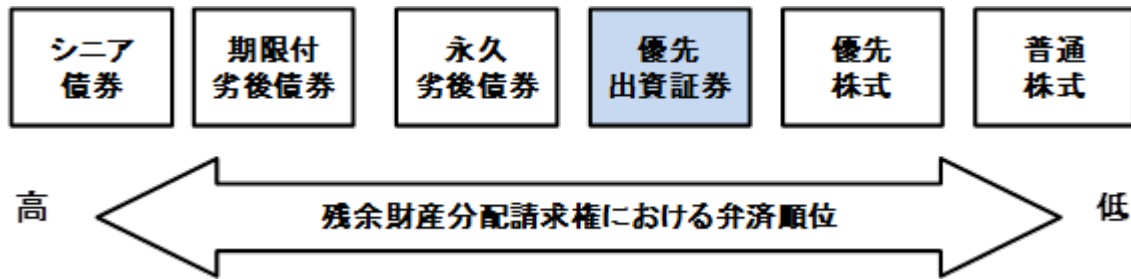 シニア
債券
期限付
劣後債券
永久
劣後債券
優先
出資証券
優先
株式
普通
株式
高
残余財産分配請求権における弁済順位
低